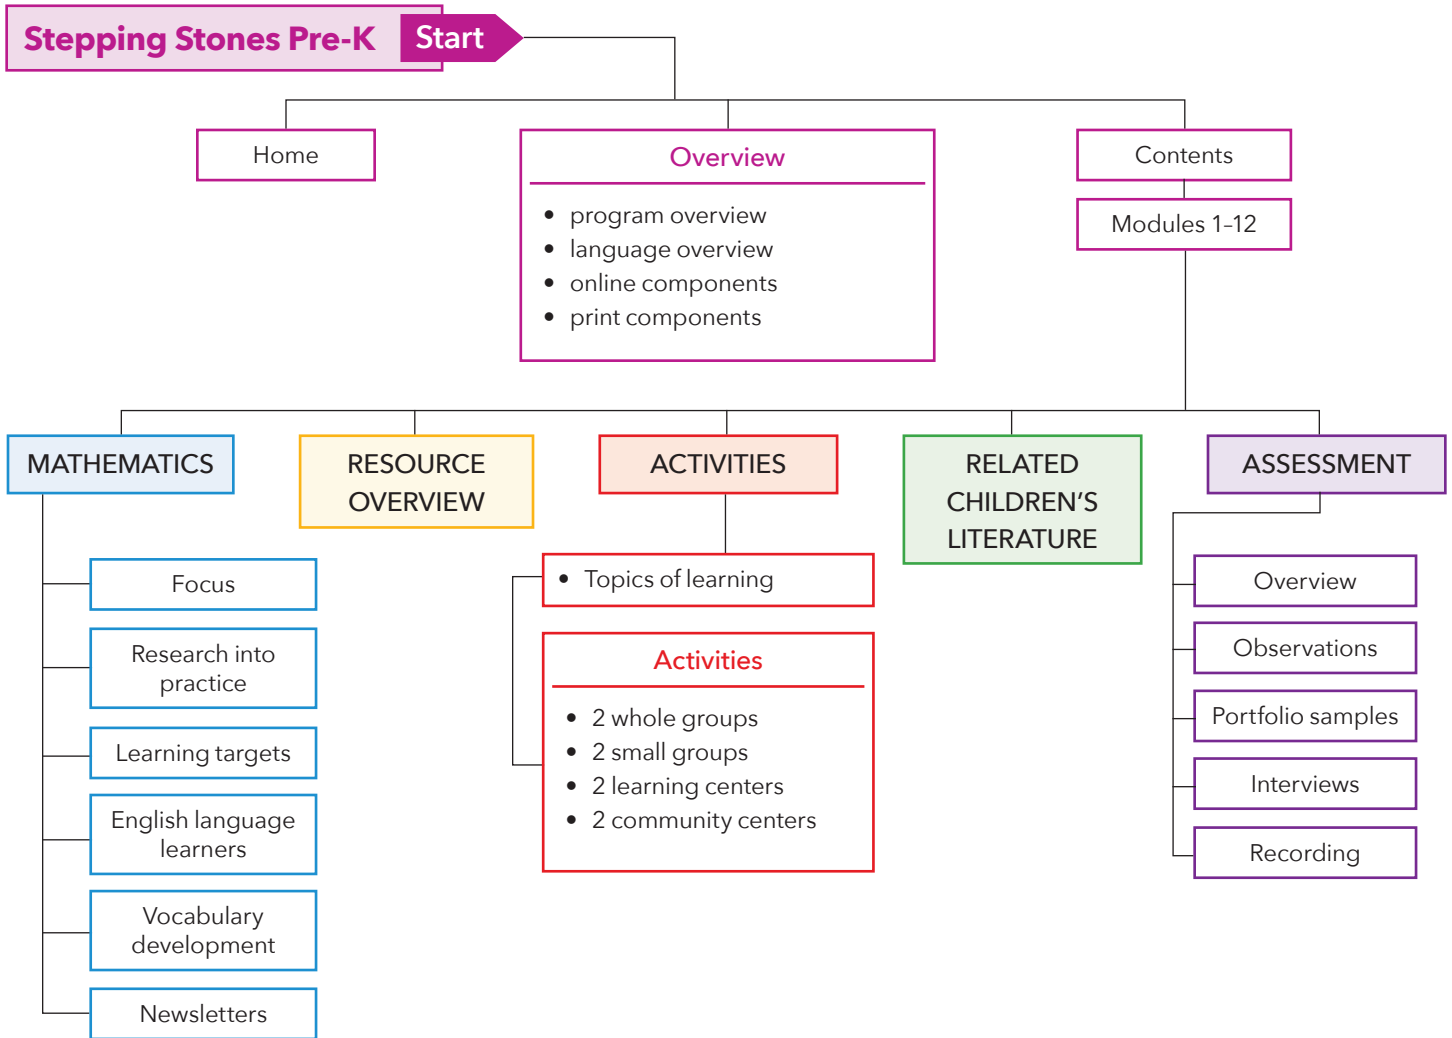 Stepping Stones Pre-K Start
Home
Overview
• program overview
• language overview
• online components
• print components
Contents
Modules 1–12
MATHEMATICS
Focus
Research into
practice
Learning targets
English language
learners
Vocabulary
development
Newsletters
RESOURCE
OVERVIEW
ACTIVITIES
• Topics of learning
Activities
• 2 whole groups
• 2 small groups
• 2 learning centers
• 2 community centers
RELATED
CHILDREN’S
LITERATURE
ASSESSMENT
Overview
Observations
Portfolio samples
Interviews
Recording